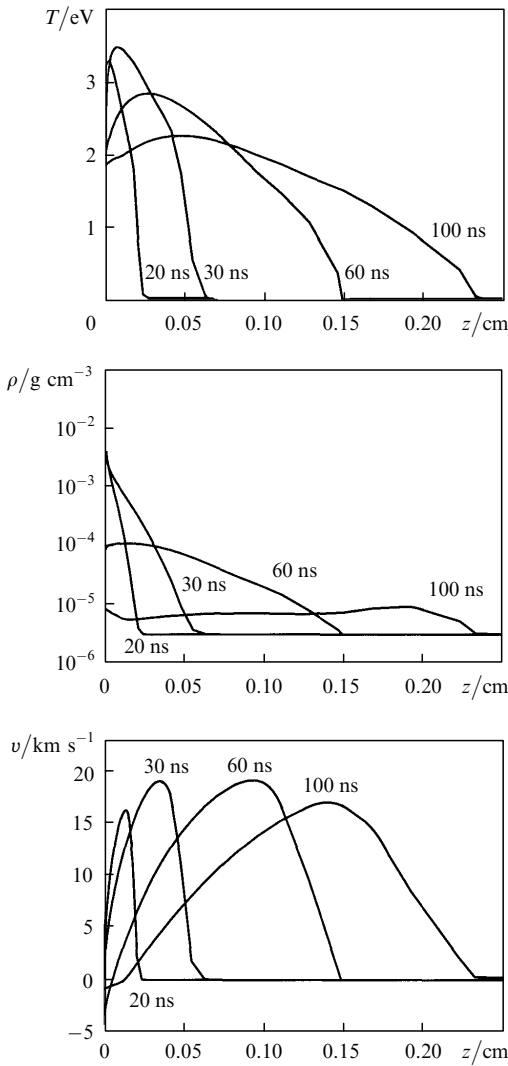 T/eV
3
2
1
20 ns
30 ns
60 ns
100 ns
0
0.05
0.10
0.15
0.20
z/cm
ρ/g cm⁻³
10⁻²
10⁻³
10⁻⁴
10⁻⁵
10⁻⁶
20 ns
30 ns
60 ns
100 ns
0
0.05
0.10
0.15
0.20
z/cm
υ/km s⁻¹
20
15
10
5
0
−5
30 ns
60 ns
100 ns
20 ns
0
0.05
0.10
0.15
0.20
z/cm